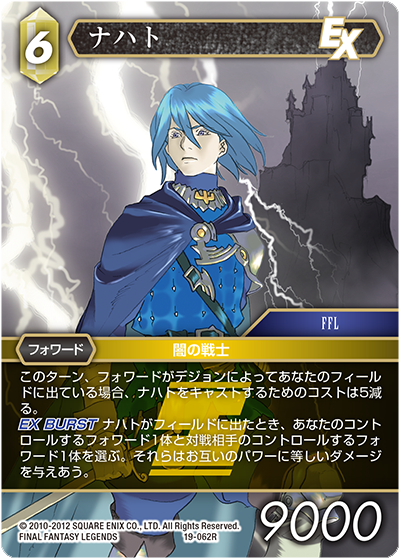 6
ナハト
EX
FFL
フォワード
闇の戦士
このターン、フォワードがデジョンによってあなたのフィール
ドに出ている場合、ナハトをキャストするためのコストは5減
る。
EX BURST ナハトがフィールドに出たとき、あなたのコント
ロールするフォワード1体と対戦相手のコントロールするフォ
ワード1体を選ぶ。それらはお互いのパワーに等しいダメージ
を与えあう。
© 2010-2012 SQUARE ENIX CO., LTD. All Rights Reserved.
FINAL FANTASY LEGENDS
19-062R
9000